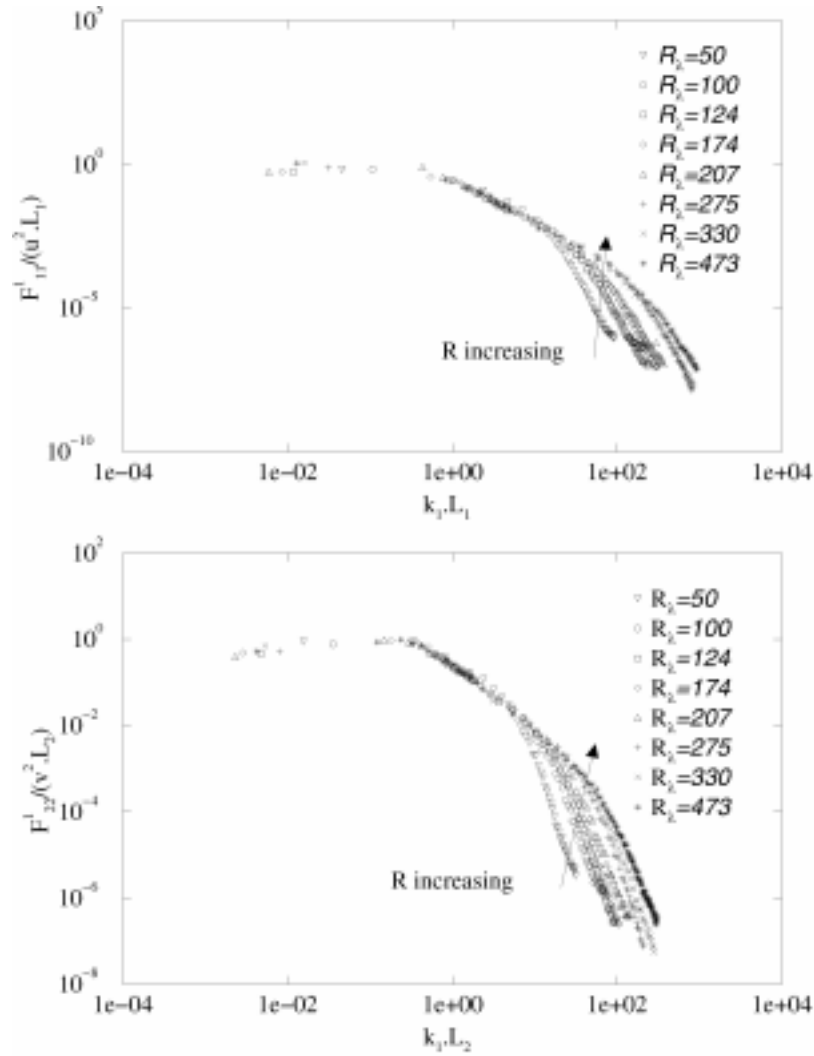 10^5
10^0
10^-5
10^-10
F^1_11/(u^2.L_1)
R_λ=50
R_λ=100
R_λ=124
R_λ=174
R_λ=207
R_λ=275
R_λ=330
R_λ=473
R increasing
1e−04 1e−02 1e+00 1e+02 1e+04
k_1.L_1
10^2
10^0
10^-2
10^-4
10^-6
10^-8
F^1_22/(v^2.L_2)
R_λ=50
R_λ=100
R_λ=124
R_λ=174
R_λ=207
R_λ=275
R_λ=330
R_λ=473
R increasing
1e−04 1e−02 1e+00 1e+02 1e+04
k_1.L_2